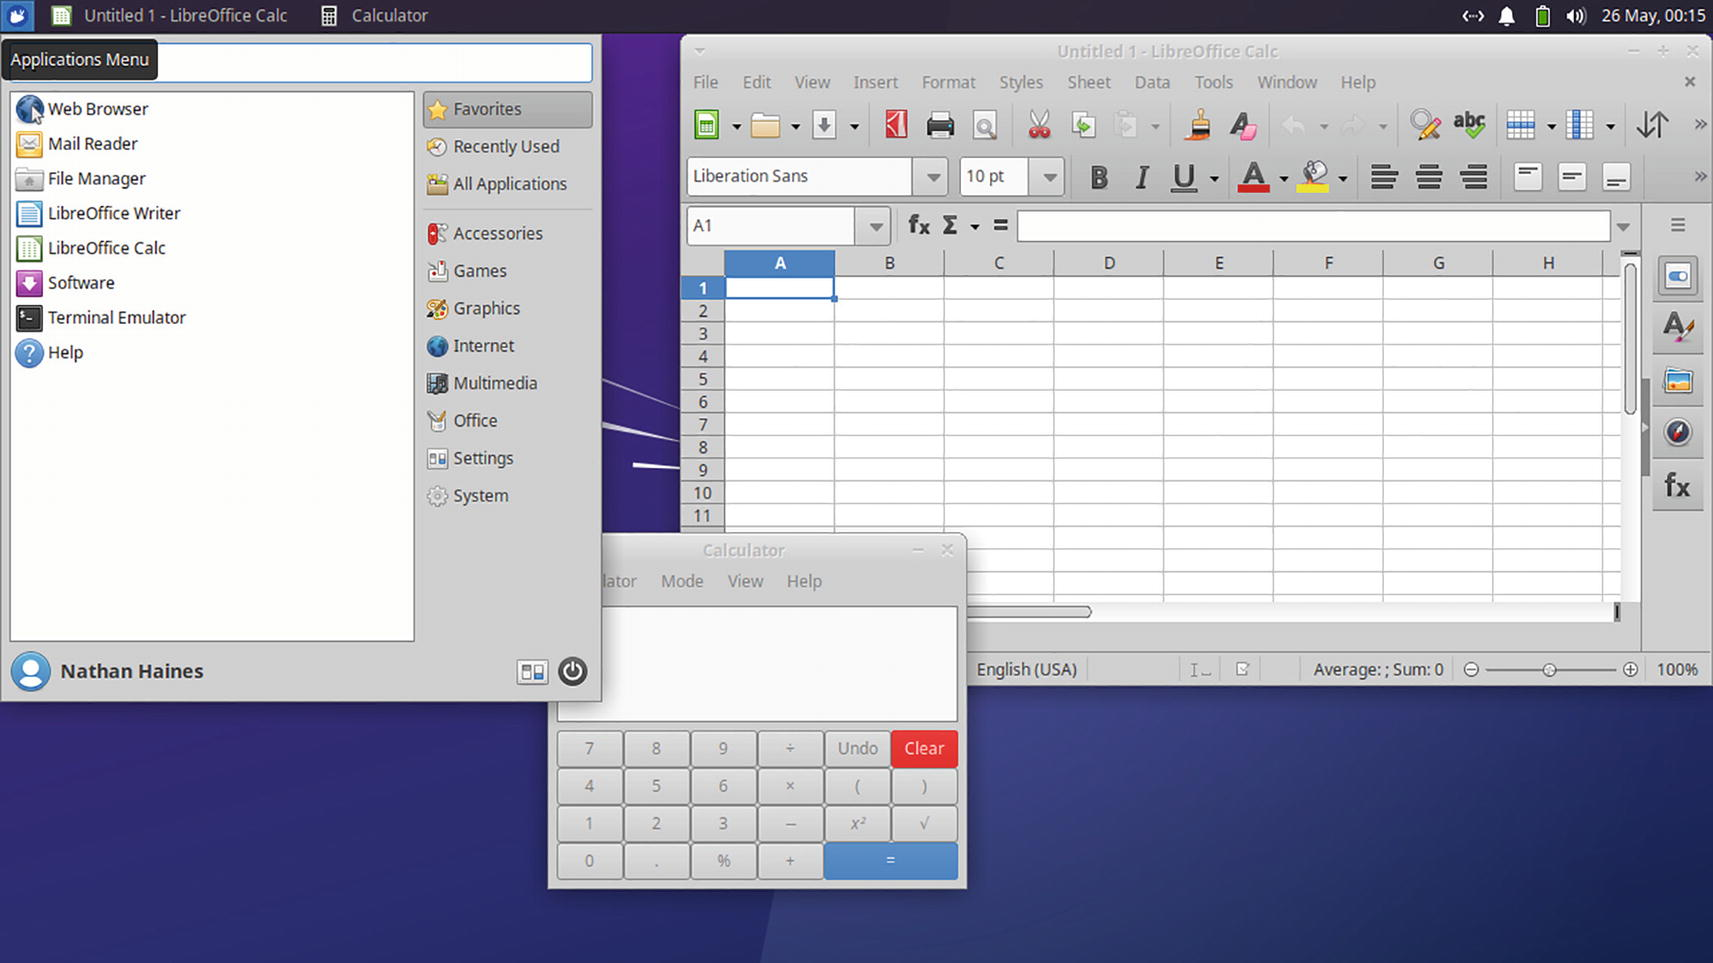 Untitled 1 - LibreOffice Calc
Calculator
26 May, 00:15
Applications Menu
Web Browser
Mail Reader
File Manager
LibreOffice Writer
LibreOffice Calc
Software
Terminal Emulator
Help
Favorites
Recently Used
All Applications
Accessories
Games
Graphics
Internet
Multimedia
Office
Settings
System
Nathan Haines
Untitled 1 - LibreOffice Calc
File Edit View Insert Format Styles Sheet Data Tools Window Help
abc
Liberation Sans 10 pt B I U A
A1 fx Σ =
A B C D E F G H
1
2
3
4
5
6
7
8
9
10
11
fx
English (USA) Average: ; Sum: 0 100%
Calculator
lator Mode View Help
7 8 9 ÷ Undo Clear
4 5 6 × ( )
1 2 3 − x² √
0 . % + =